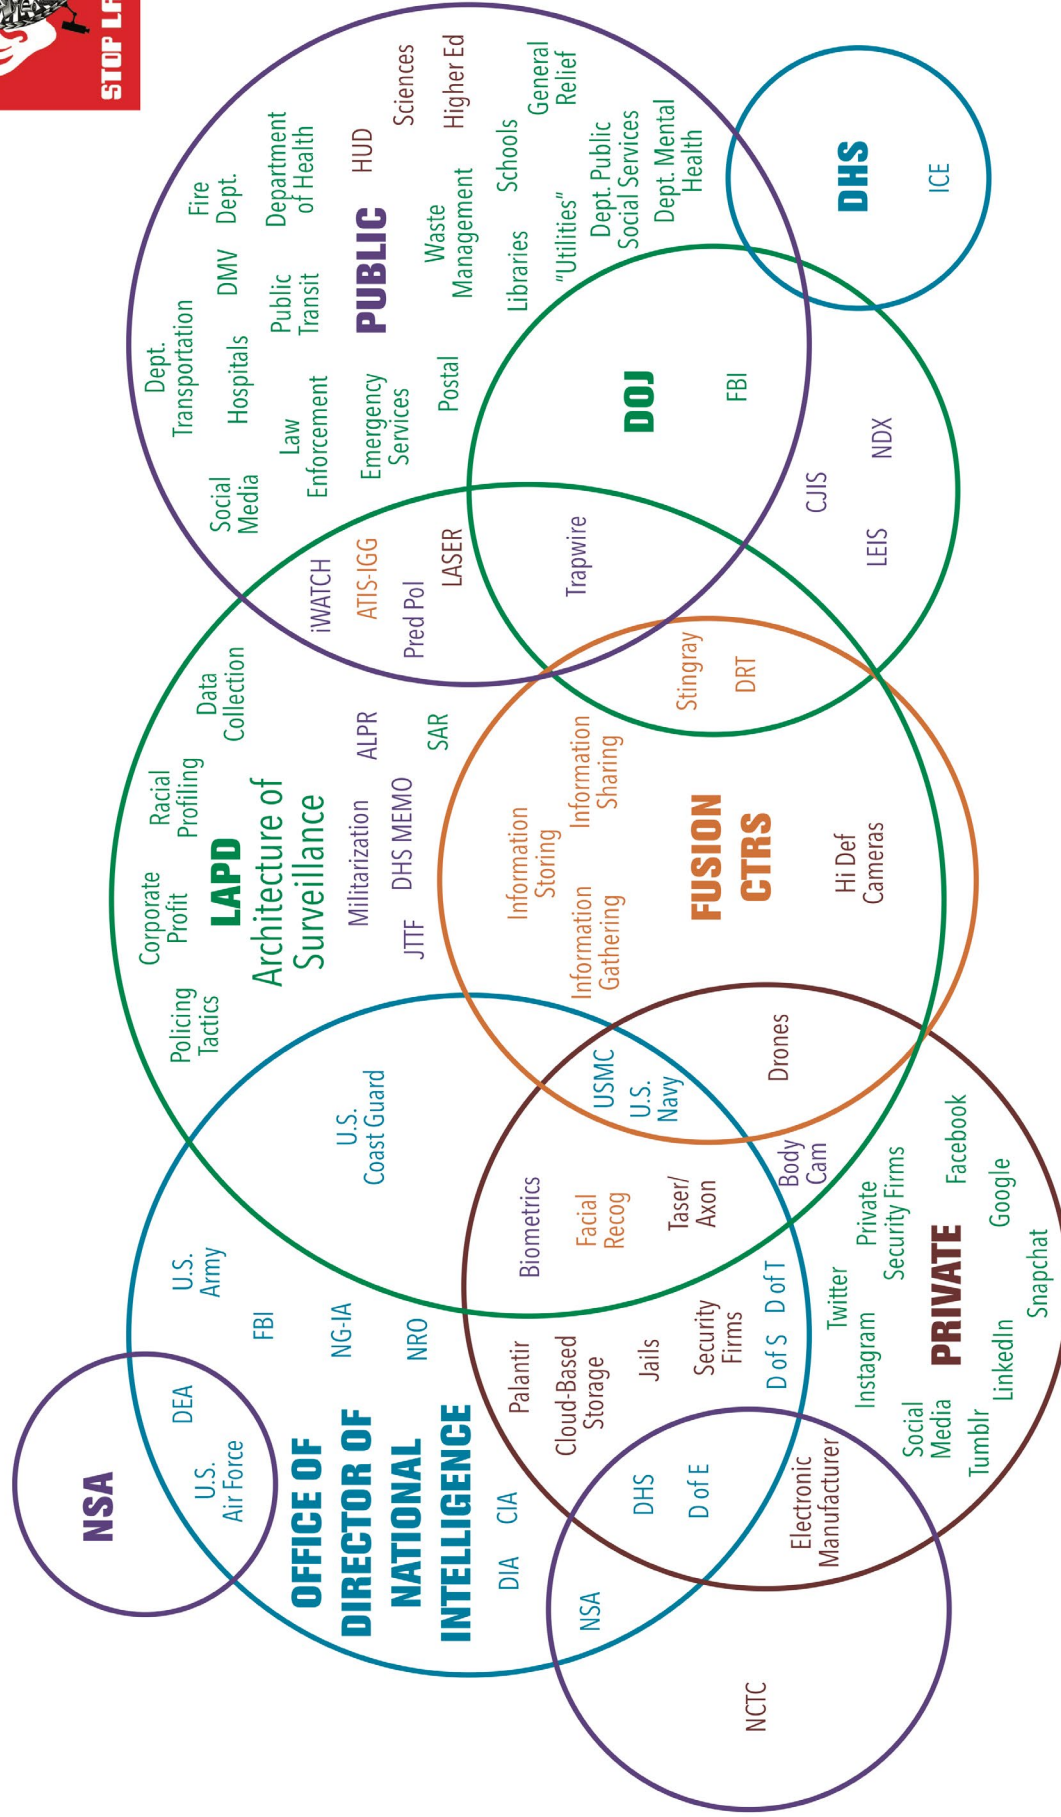 STOP
NSA
U.S.
Air Force
DEA
OFFICE OF
DIRECTOR OF
NATIONAL
INTELLIGENCE
U.S.
Army
FBI
NG-IA
NRO
DIA
CIA
U.S.
Coast Guard
Policing
Tactics
Corporate
Profit
Racial
Profiling
Data
Collection
LAPD
Architecture of
Surveillance
Militarization
ALPR
JTTF
DHS MEMO
SAR
iWATCH
ATIS-IGG
Pred Pol
LASER
Social
Media
Dept.
Transportation
Hospitals
DMV
Fire
Dept.
Law
Enforcement
Public
Transit
Department
of Health
PUBLIC
HUD
Sciences
Emergency
Services
Postal
Waste
Management
Higher Ed
Libraries
Schools
General
Relief
"Utilities"
Dept. Public
Social Services
Dept. Mental
Health
Trapwire
DOJ
FBI
CJIS
LEIS
NDX
DHS
ICE
Stingray
DRT
Information
Storing
Information
Gathering
Information
Sharing
FUSION
CTRS
Hi Def
Cameras
USMC
U.S.
Navy
Drones
Biometrics
Facial
Recog
Taser/
Axon
Body
Cam
Palantir
Cloud-Based
Storage
Jails
Security
Firms
D of S
D of T
NSA
DHS
D of E
Electronic
Manufacturer
NCTC
Twitter
Private
Security Firms
Instagram
Facebook
PRIVATE
Social
Media
Tumblr
LinkedIn
Google
Snapchat